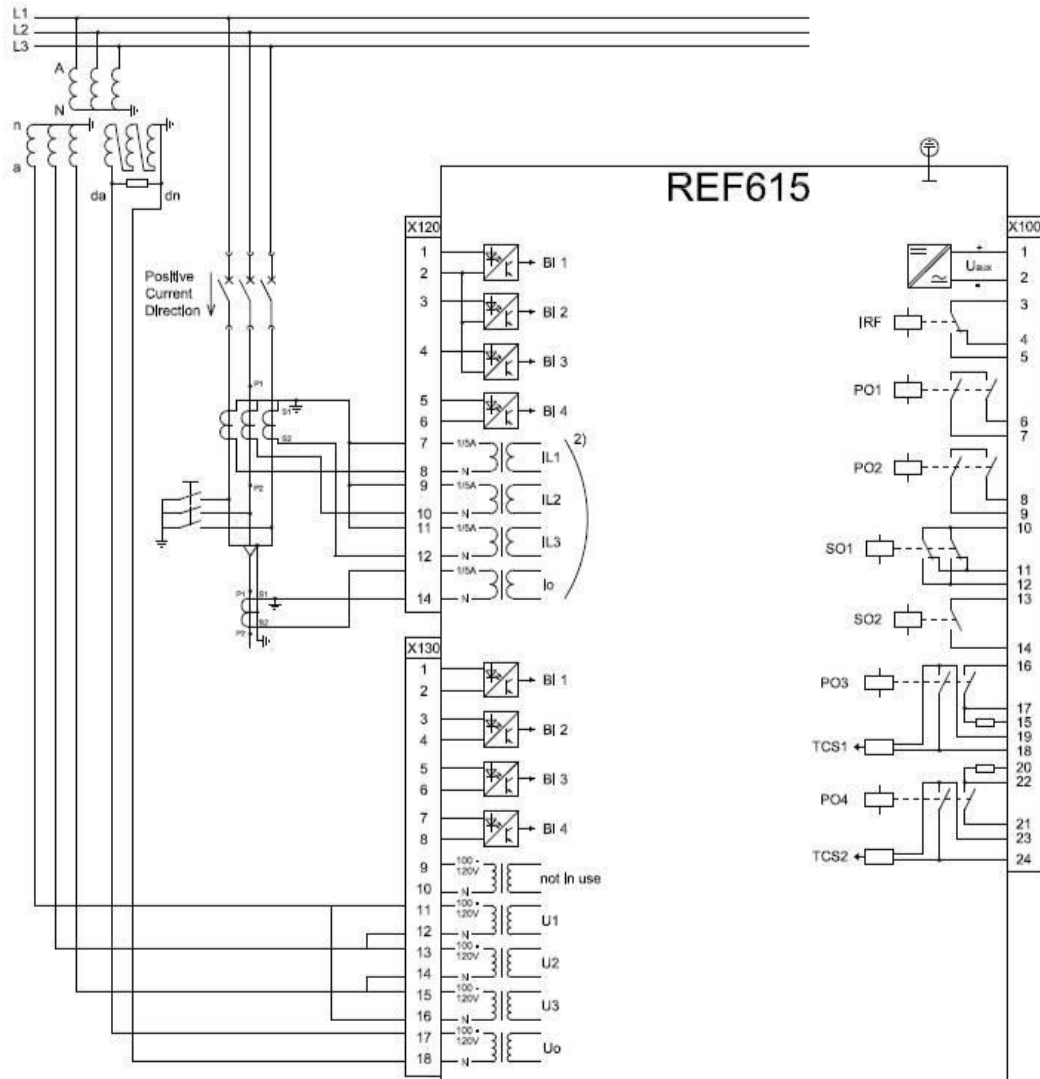 L1
L2
L3
A
N
n
a
da
dn
Positive
Current
Direction
P1
S1
S2
P2
P1
S1
S2
P2
REF615
X120
1
2
3
4
5
6
7
8
9
10
11
12
14
BI 1
BI 2
BI 3
BI 4
1/5A
N
IL1
1/5A
N
IL2
1/5A
N
IL3
1/5A
N
Io
2)
X130
1
2
3
4
5
6
7
8
9
10
11
12
13
14
15
16
17
18
BI 1
BI 2
BI 3
BI 4
100 -
120V
N
not in use
100 -
120V
N
U1
100 -
120V
N
U2
100 -
120V
N
U3
100 -
120V
N
Uo
X100
+
Uaux
-
IRF
PO1
PO2
SO1
SO2
PO3
TCS1
PO4
TCS2
1
2
3
4
5
6
7
8
9
10
11
12
13
14
16
17
15
19
18
20
22
21
23
24